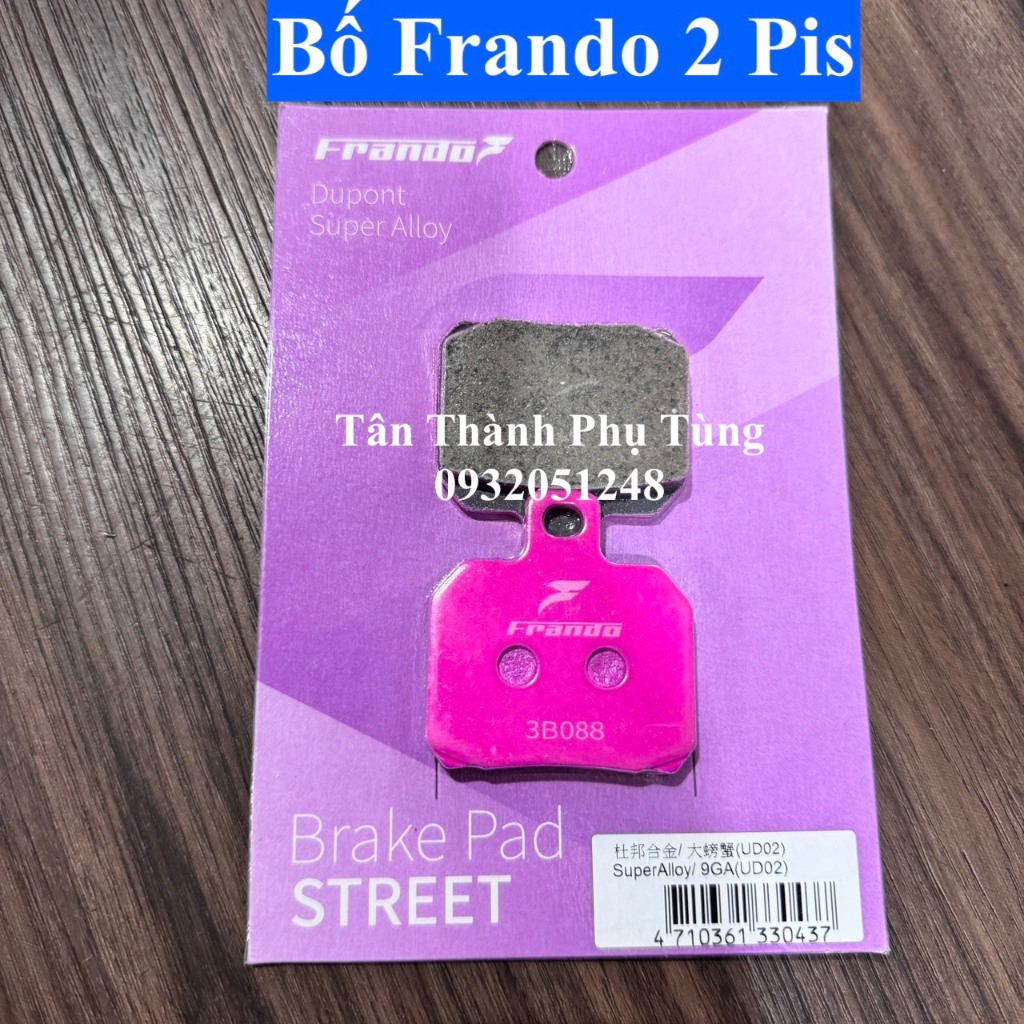 Bố Frando 2 Pis
Frando
Dupont
Super Alloy
Tân Thành Phụ Tùng
0932051248
Frando
3B088
Brake Pad
STREET
杜邦合金/ 大螃蟹(UD02)
SuperAlloy/ 9GA(UD02)
4 710361 330437